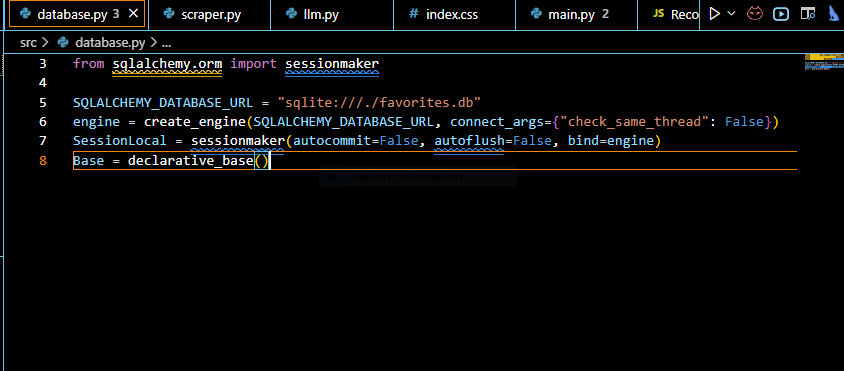 database.py 3 scraper.py llm.py index.css main.py 2 JS Reco
src > database.py > ...
3 from sqlalchemy.orm import sessionmaker
4
5 SQLALCHEMY_DATABASE_URL = "sqlite:///./favorites.db"
6 engine = create_engine(SQLALCHEMY_DATABASE_URL, connect_args={"check_same_thread": False})
7 SessionLocal = sessionmaker(autocommit=False, autoflush=False, bind=engine)
8 Base = declarative_base()